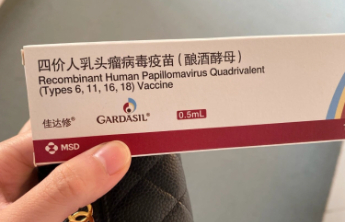 四价人乳头瘤病毒疫苗(酿酒酵母)
Recombinant Human Papillomavirus Quadrivalent
(Types 6, 11, 16, 18) Vaccine
佳达修® GARDASIL® 0.5mL
MSD